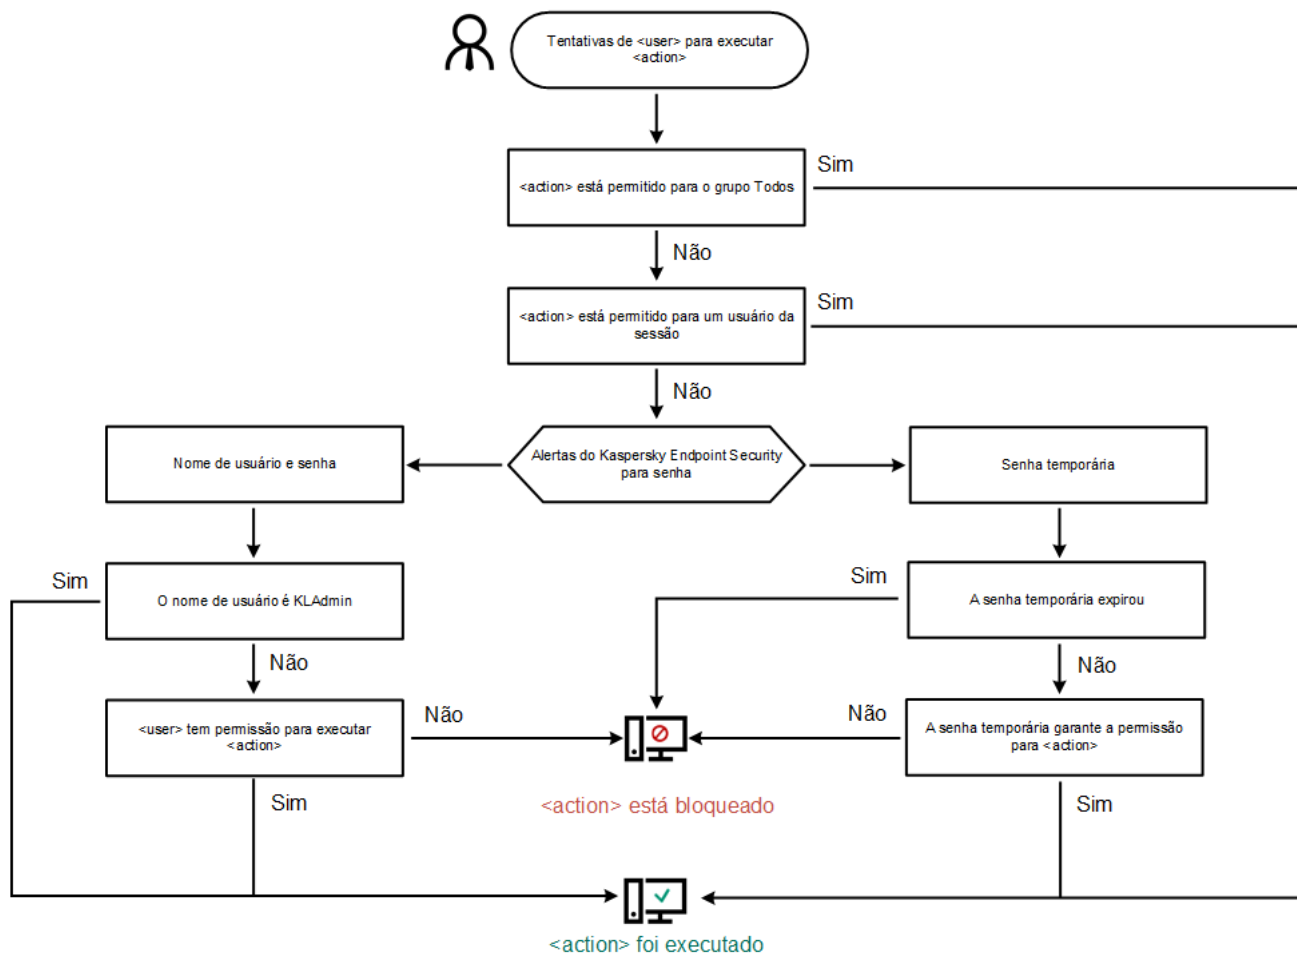 Tentativas de <user> para executar
<action>
Sim
<action> está permitido para o grupo Todos
Não
Sim
<action> está permitido para um usuário da
sessão
Não
Nome de usuário e senha
Alertas do Kaspersky Endpoint Security
para senha
Senha temporária
Sim
O nome de usuário é KLAdmin
Sim
A senha temporária expirou
Não
Não
<user> tem permissão para executar
<action>
Não
Não
A senha temporária garante a permissão
para <action>
Sim
<action> está bloqueado
Sim
<action> foi executado